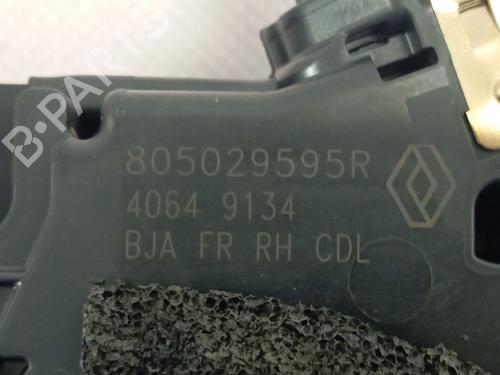 B-PARTS
805029595R
4064 9134
BJA FR RH CDL